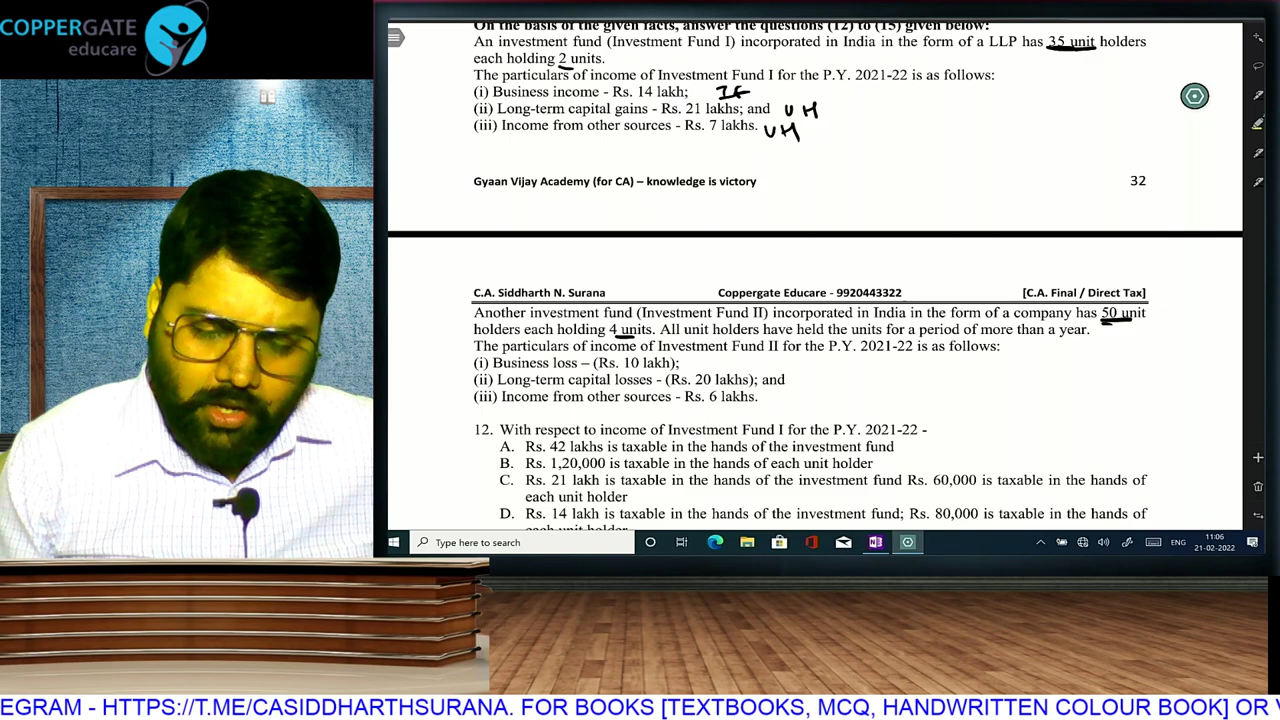 COPPERGATE
educare
On the basis of the given facts, answer the questions (12) to (15) given below:
An investment fund (Investment Fund I) incorporated in India in the form of a LLP has 35 unit holders
each holding 2 units.
The particulars of income of Investment Fund I for the P.Y. 2021-22 is as follows:
(i) Business income - Rs. 14 lakh; IF
(ii) Long-term capital gains - Rs. 21 lakhs; and UH
(iii) Income from other sources - Rs. 7 lakhs. UH
Gyaan Vijay Academy (for CA) – knowledge is victory 32
C.A. Siddharth N. Surana Coppergate Educare - 9920443322 [C.A. Final / Direct Tax]
Another investment fund (Investment Fund II) incorporated in India in the form of a company has 50 unit
holders each holding 4 units. All unit holders have held the units for a period of more than a year.
The particulars of income of Investment Fund II for the P.Y. 2021-22 is as follows:
(i) Business loss – (Rs. 10 lakh);
(ii) Long-term capital losses - (Rs. 20 lakhs); and
(iii) Income from other sources - Rs. 6 lakhs.
12. With respect to income of Investment Fund I for the P.Y. 2021-22 -
A. Rs. 42 lakhs is taxable in the hands of the investment fund
B. Rs. 1,20,000 is taxable in the hands of each unit holder
C. Rs. 21 lakh is taxable in the hands of the investment fund Rs. 60,000 is taxable in the hands of
each unit holder
D. Rs. 14 lakh is taxable in the hands of the investment fund; Rs. 80,000 is taxable in the hands of
each unit holder
Type here to search
ENG
11:06
21-02-2022
EGRAM - HTTPS://T.ME/CASIDDHARTHSURANA. FOR BOOKS [TEXTBOOKS, MCQ, HANDWRITTEN COLOUR BOOK] OR